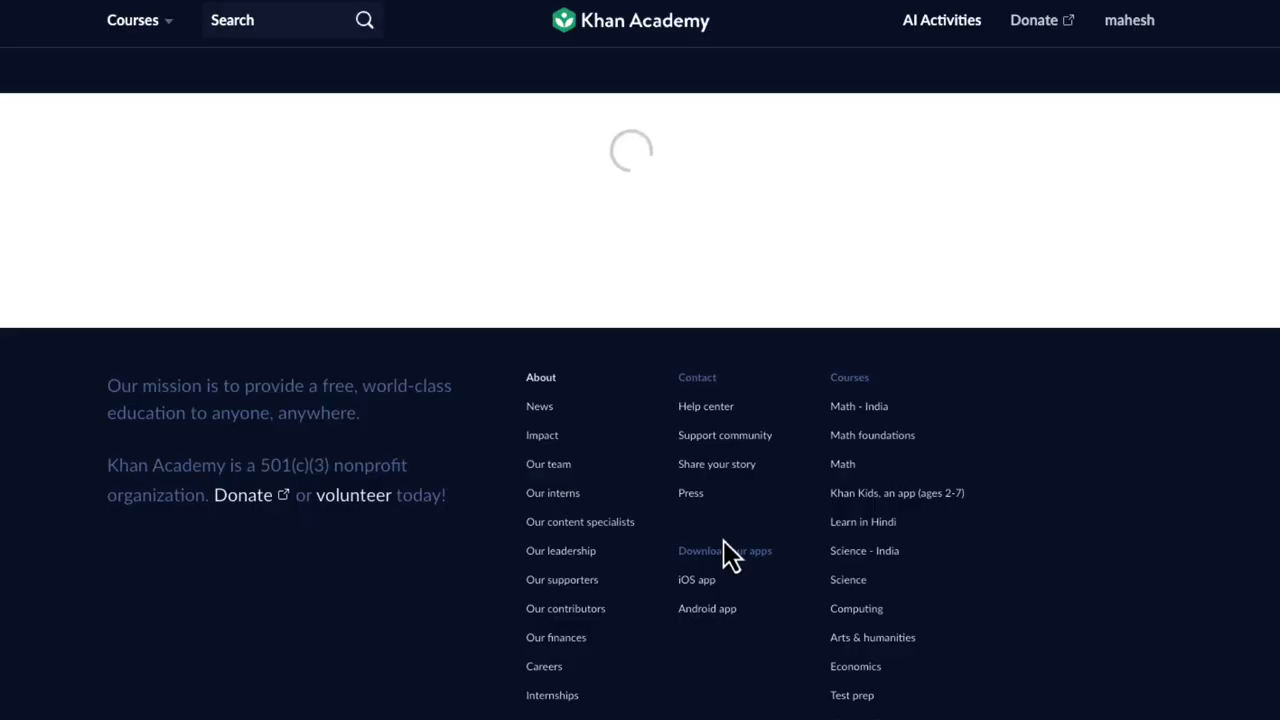 Courses
Search
Khan Academy
AI Activities
Donate
mahesh
Our mission is to provide a free, world-class
education to anyone, anywhere.
Khan Academy is a 501(c)(3) nonprofit
organization. Donate or volunteer today!
About
News
Impact
Our team
Our interns
Our content specialists
Our leadership
Our supporters
Our contributors
Our finances
Careers
Internships
Contact
Help center
Support community
Share your story
Press
apps
iOS app
Android app
Courses
Math - India
Math foundations
Math
Khan Kids, an app (ages 2-7)
Learn in Hindi
Science - India
Science
Computing
Arts & humanities
Economics
Test prep